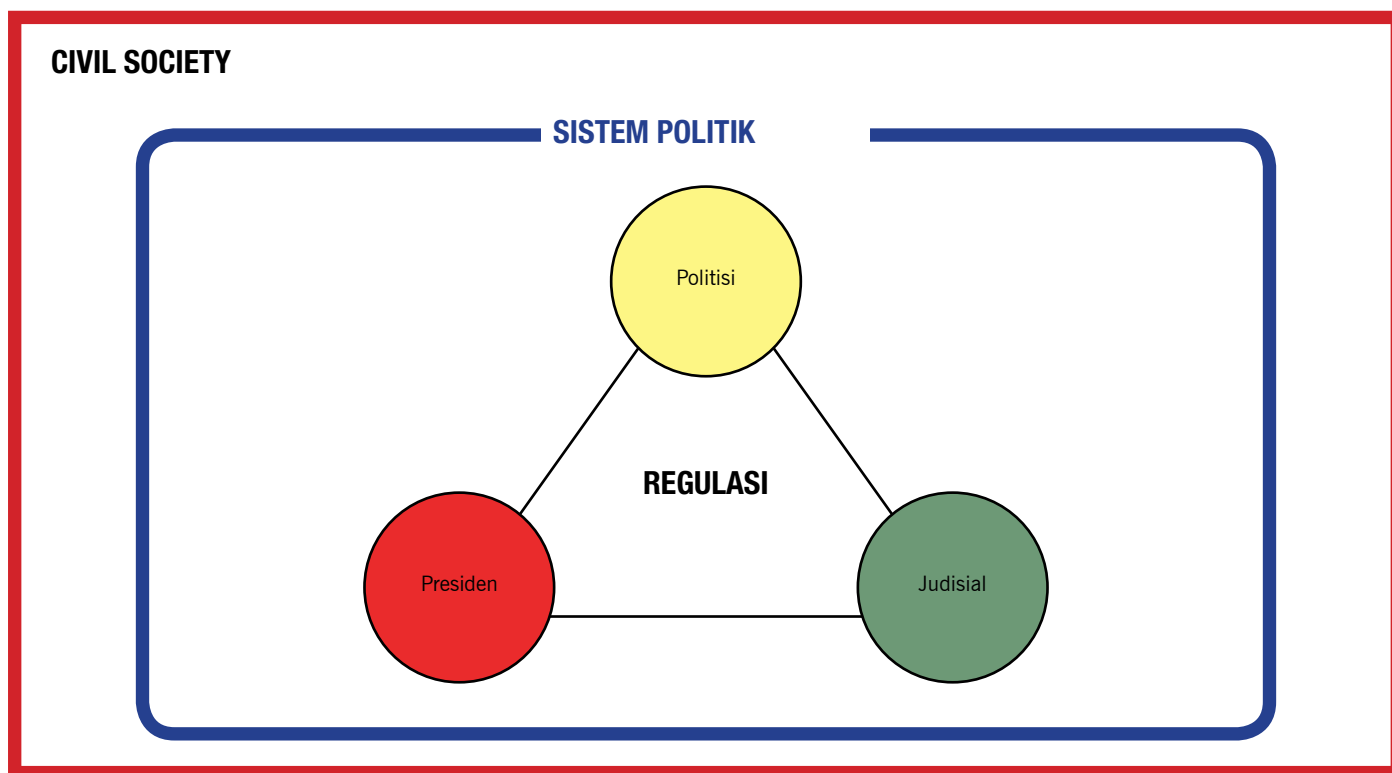 CIVIL SOCIETY
SISTEM POLITIK
Politisi
REGULASI
Presiden
Judisial